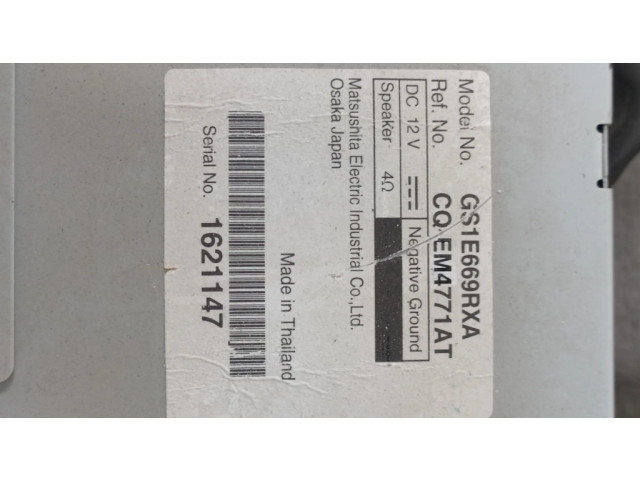 Model No. GS1E669RXA
Ref. No. CQ-EM4771AT
DC 12 V Negative Ground
Speaker 4Ω
Matsushita Electric Industrial Co.,Ltd.
Osaka Japan
Made in Thailand
Serial No. 1621147